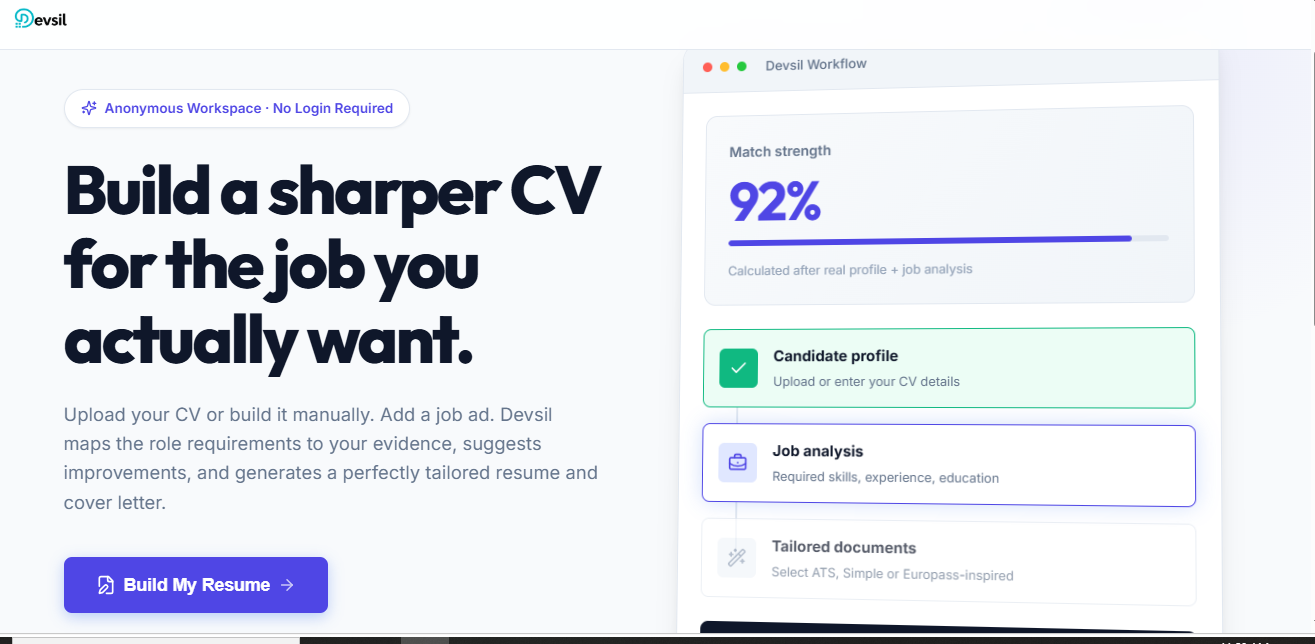 Devsil
Devsil Workflow
Anonymous Workspace · No Login Required
Build a sharper CV
for the job you
actually want.
Upload your CV or build it manually. Add a job ad. Devsil
maps the role requirements to your evidence, suggests
improvements, and generates a perfectly tailored resume and
cover letter.
Build My Resume
Match strength
92%
Calculated after real profile + job analysis
Candidate profile
Upload or enter your CV details
Job analysis
Required skills, experience, education
Tailored documents
Select ATS, Simple or Europass-inspired